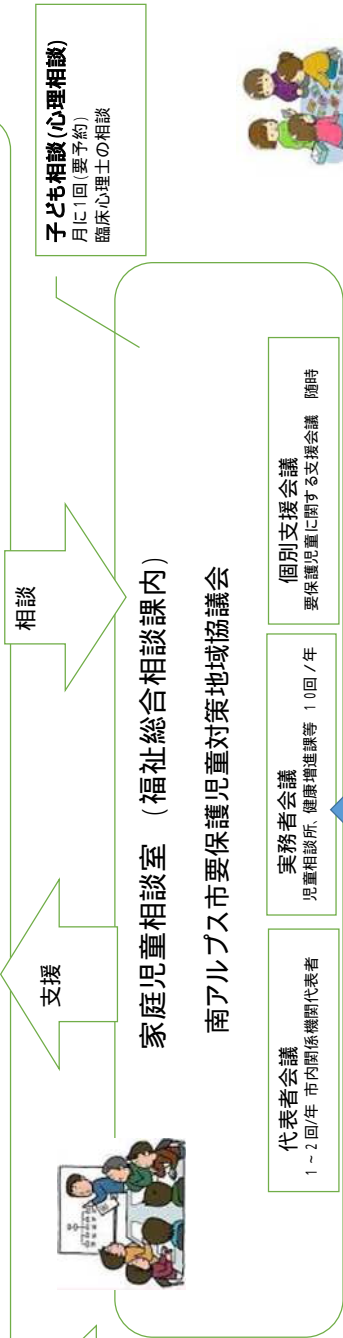 支援
相談
子ども相談(心理相談)
月に1回(要予約)
臨床心理士の相談
家庭児童相談室 (福祉総合相談課内)
南アルプス市要保護児童対策地域協議会
代表者会議
1~2回/年 市内関係機関代表者
実務者会議
児童相談所、健康増進課等 10回/年
個別支援会議
要保護児童に関する支援会議 随時